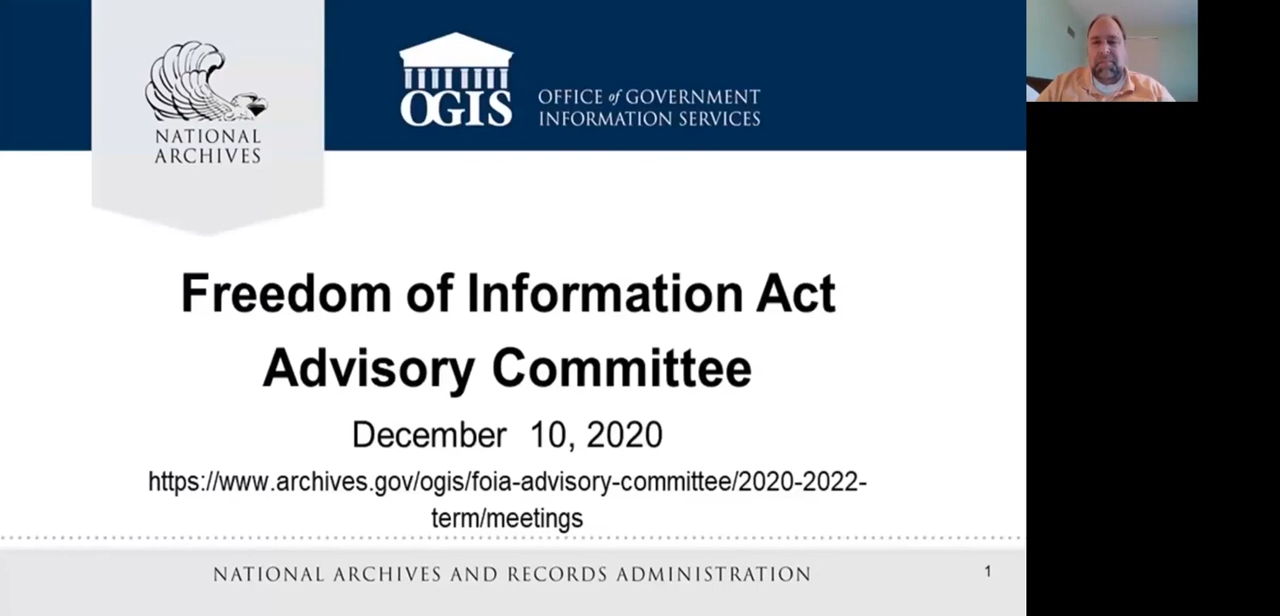 NATIONAL
ARCHIVES
OGIS
OFFICE of GOVERNMENT
INFORMATION SERVICES
Freedom of Information Act
Advisory Committee
December 10, 2020
https://www.archives.gov/ogis/foia-advisory-committee/2020-2022-
term/meetings
NATIONAL ARCHIVES AND RECORDS ADMINISTRATION
1